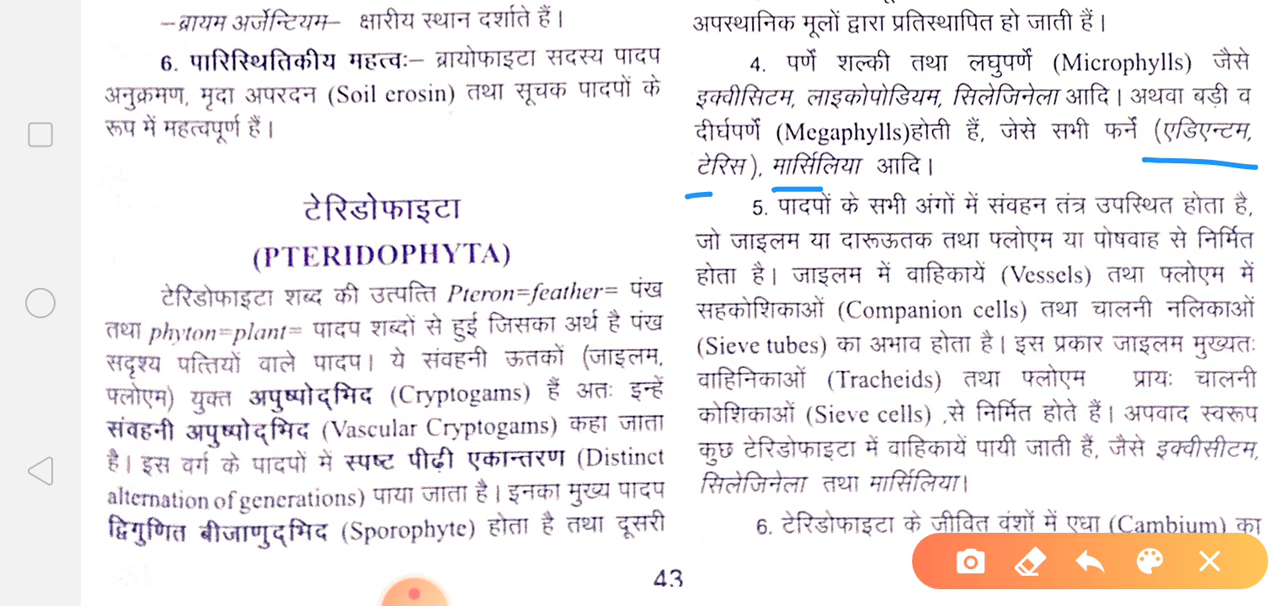 –ब्रायम अर्जेन्टियम– क्षारीय स्थान दर्शाते हैं।
6. पारिस्थितिकीय महत्वः– ब्रायोफाइटा सदस्य पादप
अनुक्रमण, मृदा अपरदन (Soil erosin) तथा सूचक पादपों के
रूप में महत्वपूर्ण हैं।
टेरिडोफाइटा
(PTERIDOPHYTA)
टेरिडोफाइटा शब्द की उत्पत्ति Pteron=feather= पंख
तथा phyton=plant= पादप शब्दों से हुई जिसका अर्थ है पंख
सदृश्य पत्तियों वाले पादप। ये संवहनी ऊतकों (जाइलम,
फ्लोएम) युक्त अपुष्पोद्भिद (Cryptogams) हैं अतः इन्हें
संवहनी अपुष्पोद्भिद (Vascular Cryptogams) कहा जाता
है। इस वर्ग के पादपों में स्पष्ट पीढ़ी एकान्तरण (Distinct
alternation of generations) पाया जाता है। इनका मुख्य पादप
द्विगुणित बीजाणुद्भिद (Sporophyte) होता है तथा दूसरी
अपस्थानिक मूलों द्वारा प्रतिस्थापित हो जाती हैं।
4. पर्णे शल्की तथा लघुपर्णे (Microphylls) जैसे
इक्वीसिटम, लाइकोपोडियम, सिलेजिनेला आदि। अथवा बड़ी व
दीर्घपर्णे (Megaphylls)होती हैं, जेसे सभी फर्ने (एडिएन्टम,
टेरिस), मार्सिलिया आदि।
5. पादपों के सभी अंगों में संवहन तंत्र उपस्थित होता है,
जो जाइलम या दारूऊतक तथा फ्लोएम या पोषवाह से निर्मित
होता है। जाइलम में वाहिकायें (Vessels) तथा फ्लोएम में
सहकोशिकाओं (Companion cells) तथा चालनी नलिकाओं
(Sieve tubes) का अभाव होता है। इस प्रकार जाइलम मुख्यतः
वाहिनिकाओं (Tracheids) तथा फ्लोएम प्रायः चालनी
कोशिकाओं (Sieve cells) ,से निर्मित होते हैं। अपवाद स्वरूप
कुछ टेरिडोफाइटा में वाहिकायें पायी जाती हैं, जैसे इक्वीसीटम,
सिलेजिनेला तथा मार्सिलिया।
6. टेरिडोफाइटा के जीवित वंशों में एधा (Cambium) का
43